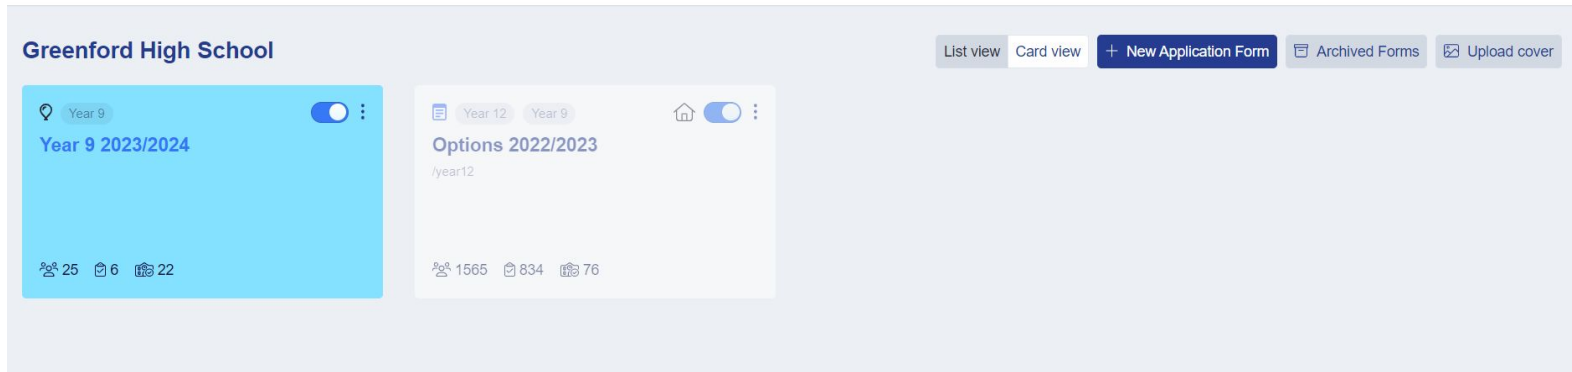 Greenford High School
List view Card view + New Application Form Archived Forms Upload cover
Year 9
Year 9 2023/2024
25 6 22
Year 12 Year 9
Options 2022/2023
/year12
1565 834 76